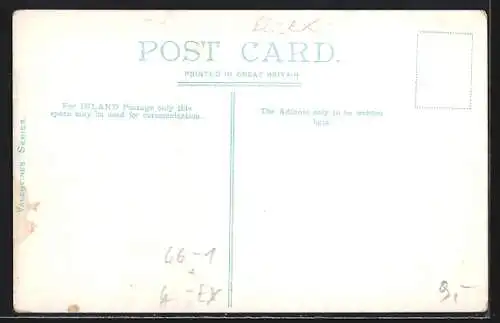 POST CARD.
PRINTED IN GREAT BRITAIN
For INLAND Postage only this
space may be used for communication.
The Address only to be written
here.
VALENTINE'S SERIES.
66-1
9,-